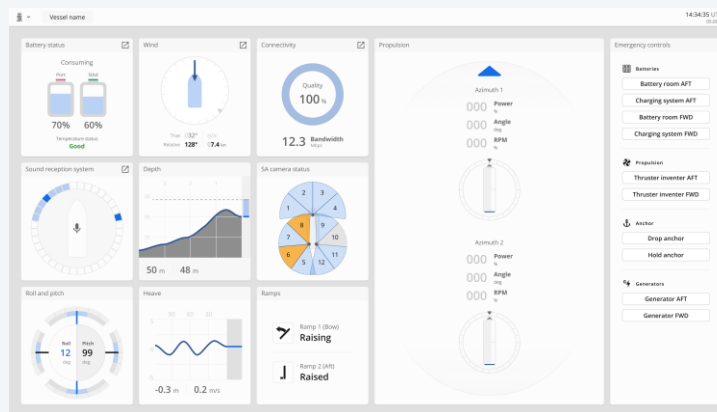 Vessel name
14:34:35 UT
Battery status
Consuming
Port
Stbd
70%
60%
Temperature status
Good
Wind
True
32°
Relative
128°
7.4 kn
Connectivity
Quality
100 %
12.3 Bandwidth
Mbps
Propulsion
Azimuth 1
000 Power
%
000 Angle
deg
000 RPM
%
Azimuth 2
000 Power
%
000 Angle
deg
000 RPM
%
Emergency controls
Batteries
Battery room AFT
Charging system AFT
Battery room FWD
Charging system FWD
Propulsion
Thruster inventer AFT
Thruster inventer FWD
Anchor
Drop anchor
Hold anchor
Generators
Generator AFT
Generator FWD
Sound reception system
Depth
50 m
48 m
SA camera status
1
2
3
4
5
6
7
8
9
10
11
12
Roll and pitch
Roll
12
deg
Pitch
99
deg
Heave
-0.3 m
0.2 m/s
Ramps
Ramp 1 (Bow)
Raising
Ramp 2 (Aft)
Raised